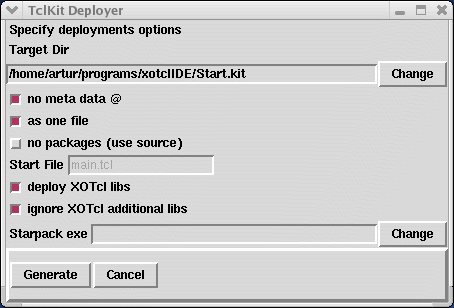 TclKit Deployer
Specify deployments options
Target Dir
/home/artur/programs/xotclIDE/Start.kit Change
no meta data @
as one file
no packages (use source)
Start File main.tcl
deploy XOTcl libs
ignore XOTcl additional libs
Starpack exe Change
Generate Cancel